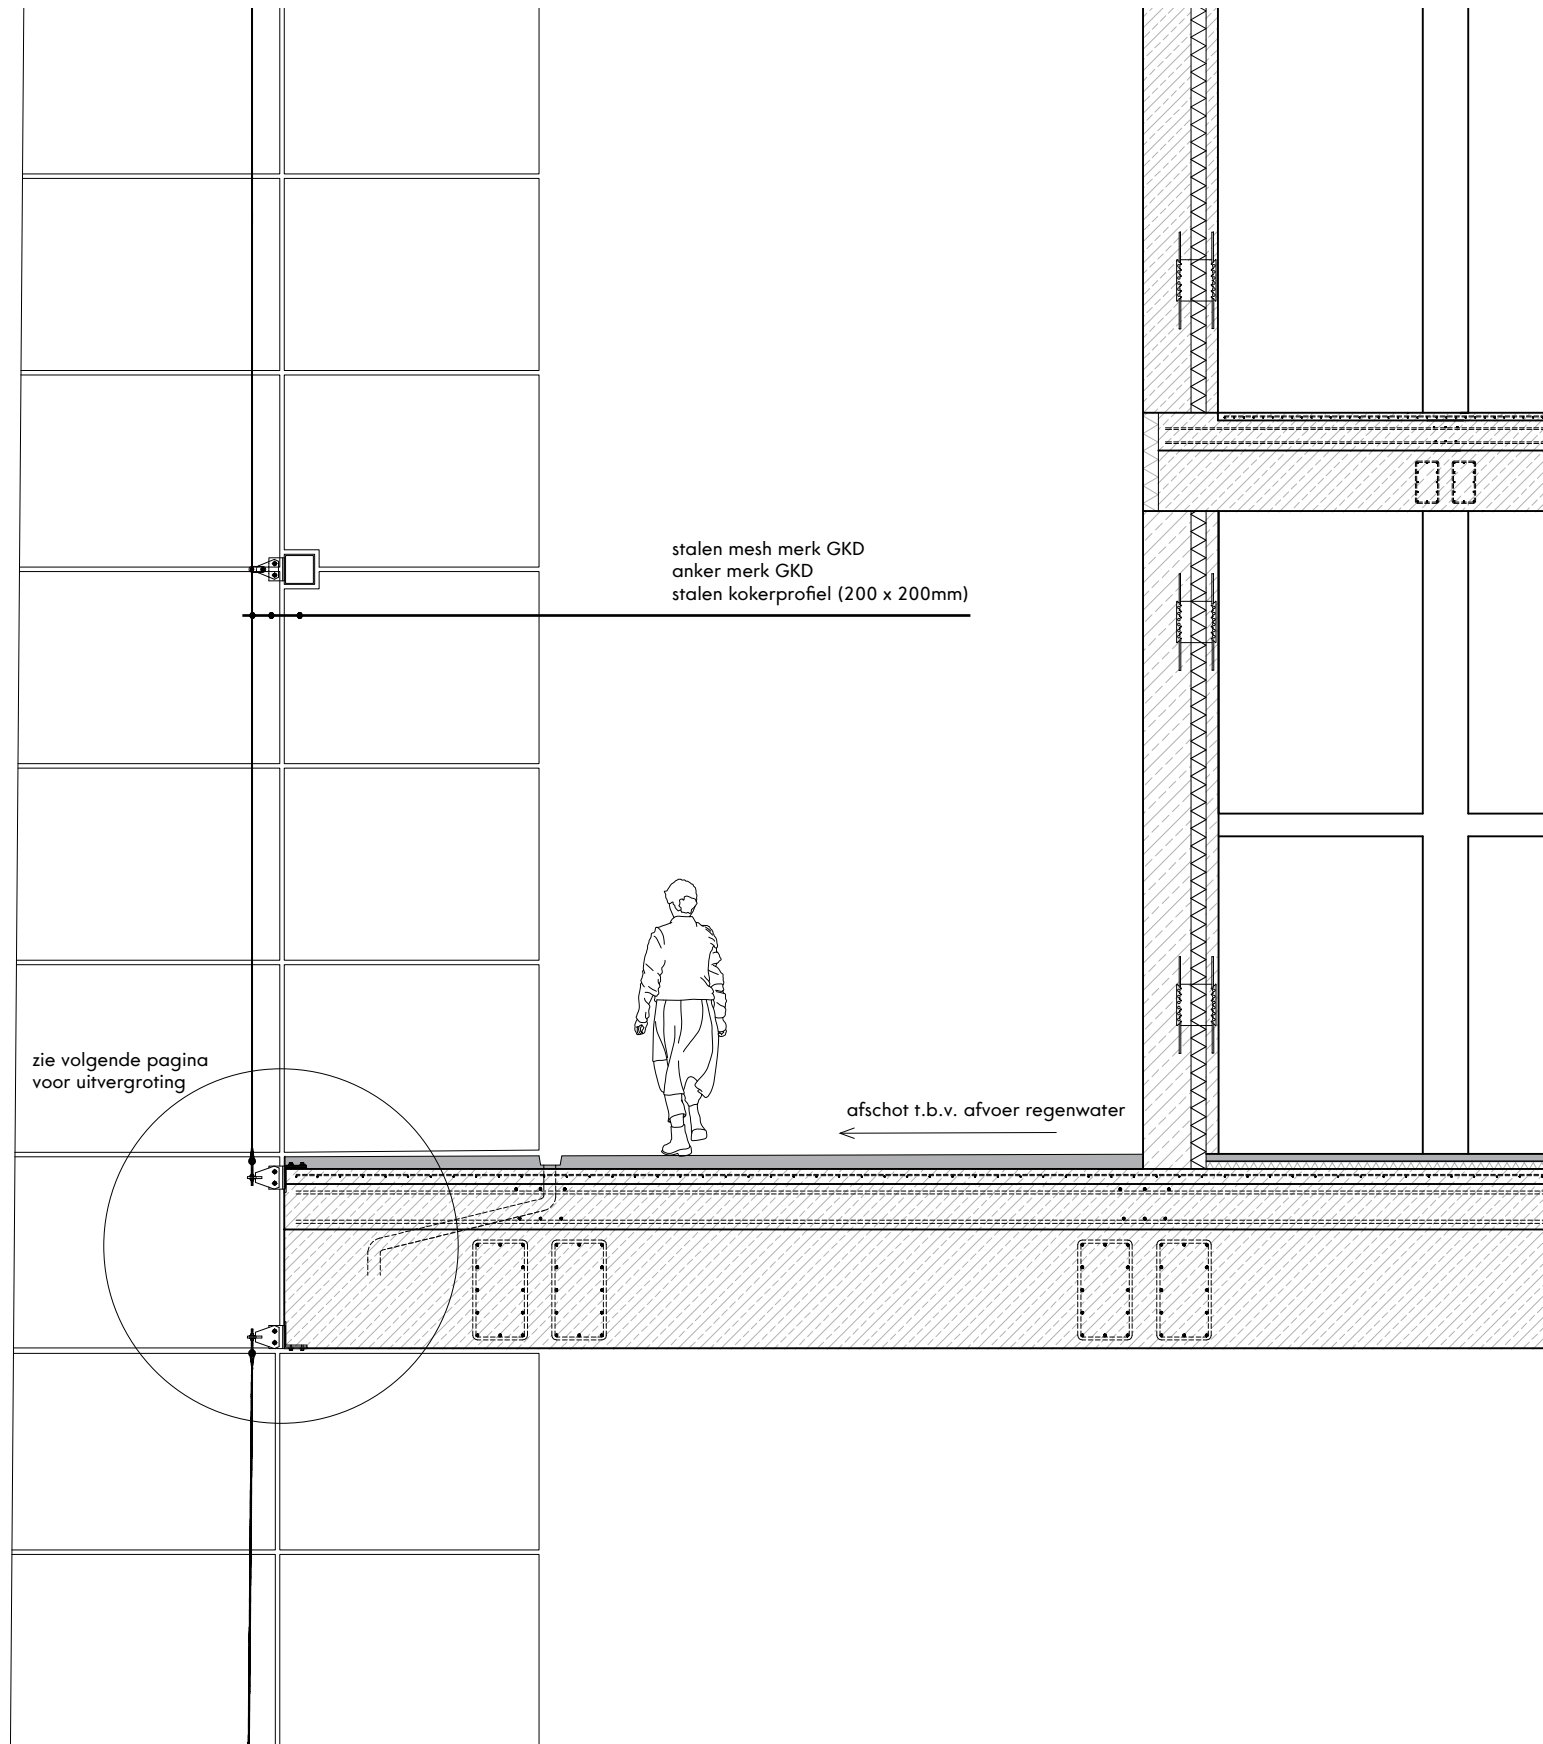 stalen mesh merk GKD
anker merk GKD
stalen kokerprofiel (200 x 200mm)
zie volgende pagina
voor uitvergroting
afschot t.b.v. afvoer regenwater